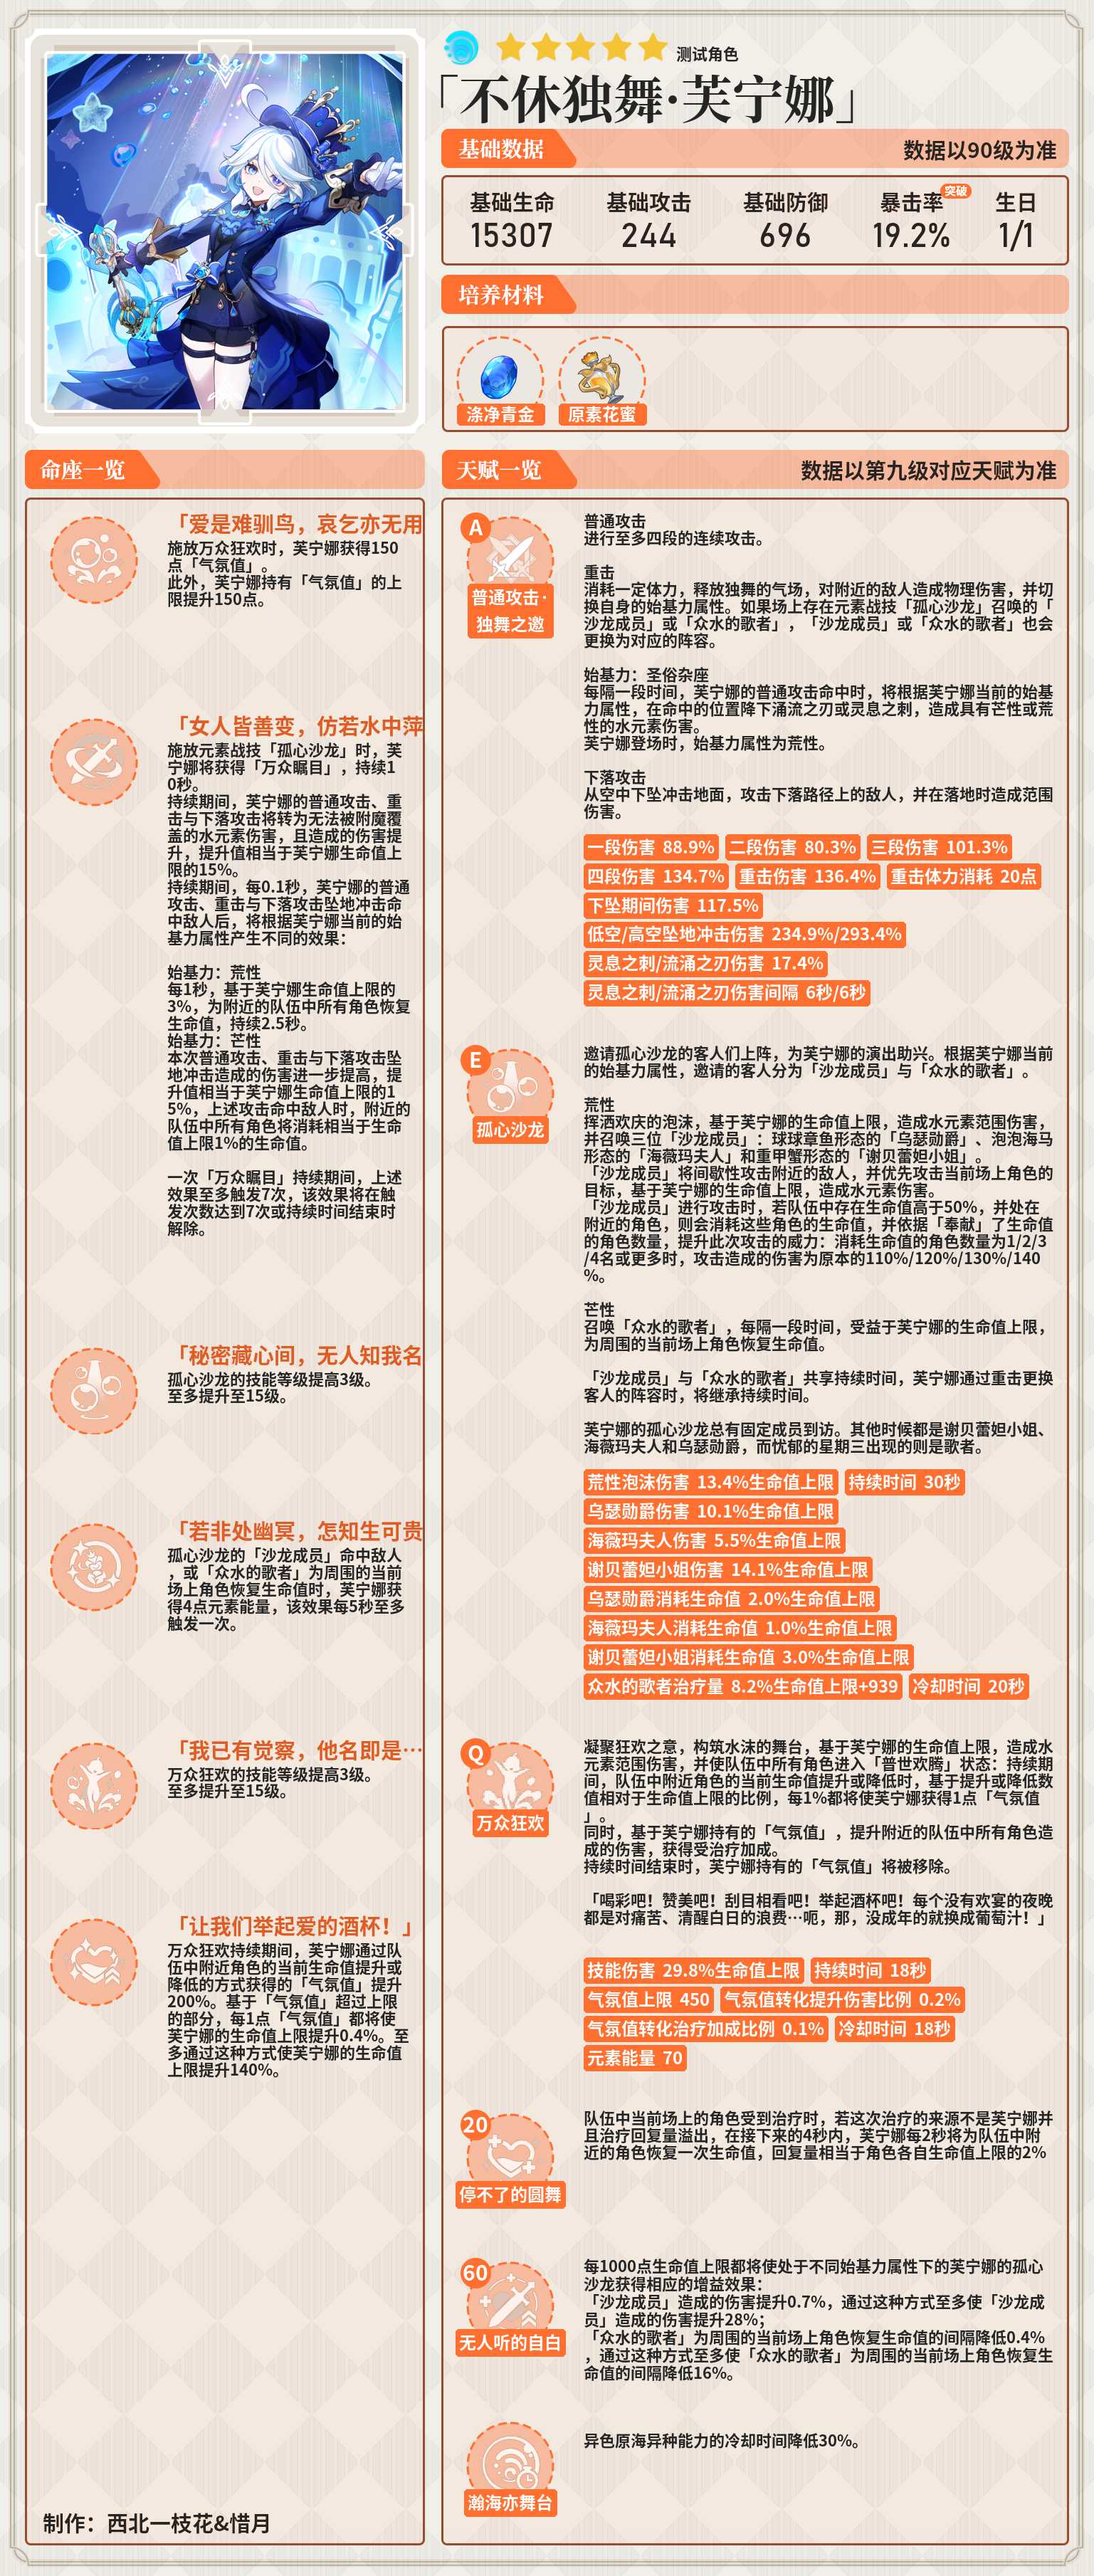 测试角色
「不休独舞·芙宁娜」
基础数据
数据以90级为准
基础生命
基础攻击
基础防御
暴击率
突破
生日
15307
244
696
19.2%
1/1
培养材料
涤净青金
原素花蜜
命座一览
「爱是难驯鸟，哀乞亦无用
施放万众狂欢时，芙宁娜获得150
点「气氛值」。
此外，芙宁娜持有「气氛值」的上
限提升150点。
「女人皆善变，仿若水中萍
施放元素战技「孤心沙龙」时，芙
宁娜将获得「万众瞩目」，持续1
0秒。
持续期间，芙宁娜的普通攻击、重
击与下落攻击将转为无法被附魔覆
盖的水元素伤害，且造成的伤害提
升，提升值相当于芙宁娜生命值上
限的15%。
持续期间，每0.1秒，芙宁娜的普通
攻击、重击与下落攻击坠地冲击命
中敌人后，将根据芙宁娜当前的始
基力属性产生不同的效果：
始基力：荒性
每1秒，基于芙宁娜生命值上限的
3%，为附近的队伍中所有角色恢复
生命值，持续2.5秒。
始基力：芒性
本次普通攻击、重击与下落攻击坠
地冲击造成的伤害进一步提高，提
升值相当于芙宁娜生命值上限的1
5%，上述攻击命中敌人时，附近的
队伍中所有角色将消耗相当于生命
值上限1%的生命值。
一次「万众瞩目」持续期间，上述
效果至多触发7次，该效果将在触
发次数达到7次或持续时间结束时
解除。
「秘密藏心间，无人知我名
孤心沙龙的技能等级提高3级。
至多提升至15级。
「若非处幽冥，怎知生可贵
孤心沙龙的「沙龙成员」命中敌人
，或「众水的歌者」为周围的当前
场上角色恢复生命值时，芙宁娜获
得4点元素能量，该效果每5秒至多
触发一次。
「我已有觉察，他名即是…
万众狂欢的技能等级提高3级。
至多提升至15级。
「让我们举起爱的酒杯！」
万众狂欢持续期间，芙宁娜通过队
伍中附近角色的当前生命值提升或
降低的方式获得的「气氛值」提升
200%。基于「气氛值」超过上限
的部分，每1点「气氛值」都将使
芙宁娜的生命值上限提升0.4%。至
多通过这种方式使芙宁娜的生命值
上限提升140%。
制作：西北一枝花&惜月
天赋一览
数据以第九级对应天赋为准
A
普通攻击·
独舞之邀
普通攻击
进行至多四段的连续攻击。
重击
消耗一定体力，释放独舞的气场，对附近的敌人造成物理伤害，并切
换自身的始基力属性。如果场上存在元素战技「孤心沙龙」召唤的「
沙龙成员」或「众水的歌者」，「沙龙成员」或「众水的歌者」也会
更换为对应的阵容。
始基力：圣俗杂座
每隔一段时间，芙宁娜的普通攻击命中时，将根据芙宁娜当前的始基
力属性，在命中的位置降下涌流之刃或灵息之刺，造成具有芒性或荒
性的水元素伤害。
芙宁娜登场时，始基力属性为荒性。
下落攻击
从空中下坠冲击地面，攻击下落路径上的敌人，并在落地时造成范围
伤害。
一段伤害 88.9%
二段伤害 80.3%
三段伤害 101.3%
四段伤害 134.7%
重击伤害 136.4%
重击体力消耗 20点
下坠期间伤害 117.5%
低空/高空坠地冲击伤害 234.9%/293.4%
灵息之刺/流涌之刃伤害 17.4%
灵息之刺/流涌之刃伤害间隔 6秒/6秒
E
孤心沙龙
邀请孤心沙龙的客人们上阵，为芙宁娜的演出助兴。根据芙宁娜当前
的始基力属性，邀请的客人分为「沙龙成员」与「众水的歌者」。
荒性
挥洒欢庆的泡沫，基于芙宁娜的生命值上限，造成水元素范围伤害，
并召唤三位「沙龙成员」：球球章鱼形态的「乌瑟勋爵」、泡泡海马
形态的「海薇玛夫人」和重甲蟹形态的「谢贝蕾妲小姐」。
「沙龙成员」将间歇性攻击附近的敌人，并优先攻击当前场上角色的
目标，基于芙宁娜的生命值上限，造成水元素伤害。
「沙龙成员」进行攻击时，若队伍中存在生命值高于50%，并处在
附近的角色，则会消耗这些角色的生命值，并依据「奉献」了生命值
的角色数量，提升此次攻击的威力：消耗生命值的角色数量为1/2/3
/4名或更多时，攻击造成的伤害为原本的110%/120%/130%/140
%。
芒性
召唤「众水的歌者」，每隔一段时间，受益于芙宁娜的生命值上限，
为周围的当前场上角色恢复生命值。
「沙龙成员」与「众水的歌者」共享持续时间，芙宁娜通过重击更换
客人的阵容时，将继承持续时间。
芙宁娜的孤心沙龙总有固定成员到访。其他时候都是谢贝蕾妲小姐、
海薇玛夫人和乌瑟勋爵，而忧郁的星期三出现的则是歌者。
荒性泡沫伤害 13.4%生命值上限
持续时间 30秒
乌瑟勋爵伤害 10.1%生命值上限
海薇玛夫人伤害 5.5%生命值上限
谢贝蕾妲小姐伤害 14.1%生命值上限
乌瑟勋爵消耗生命值 2.0%生命值上限
海薇玛夫人消耗生命值 1.0%生命值上限
谢贝蕾妲小姐消耗生命值 3.0%生命值上限
众水的歌者治疗量 8.2%生命值上限+939
冷却时间 20秒
Q
万众狂欢
凝聚狂欢之意，构筑水沫的舞台，基于芙宁娜的生命值上限，造成水
元素范围伤害，并使队伍中所有角色进入「普世欢腾」状态：持续期
间，队伍中附近角色的当前生命值提升或降低时，基于提升或降低数
值相对于生命值上限的比例，每1%都将使芙宁娜获得1点「气氛值
」。
同时，基于芙宁娜持有的「气氛值」，提升附近的队伍中所有角色造
成的伤害，获得受治疗加成。
持续时间结束时，芙宁娜持有的「气氛值」将被移除。
「喝彩吧！赞美吧！刮目相看吧！举起酒杯吧！每个没有欢宴的夜晚
都是对痛苦、清醒白日的浪费…呃，那，没成年的就换成葡萄汁！」
技能伤害 29.8%生命值上限
持续时间 18秒
气氛值上限 450
气氛值转化提升伤害比例 0.2%
气氛值转化治疗加成比例 0.1%
冷却时间 18秒
元素能量 70
20
停不了的圆舞
队伍中当前场上的角色受到治疗时，若这次治疗的来源不是芙宁娜并
且治疗回复量溢出，在接下来的4秒内，芙宁娜每2秒将为队伍中附
近的角色恢复一次生命值，回复量相当于角色各自生命值上限的2%
60
无人听的自白
每1000点生命值上限都将使处于不同始基力属性下的芙宁娜的孤心
沙龙获得相应的增益效果：
「沙龙成员」造成的伤害提升0.7%，通过这种方式至多使「沙龙成
员」造成的伤害提升28%；
「众水的歌者」为周围的当前场上角色恢复生命值的间隔降低0.4%
，通过这种方式至多使「众水的歌者」为周围的当前场上角色恢复生
命值的间隔降低16%。
瀚海亦舞台
异色原海异种能力的冷却时间降低30%。